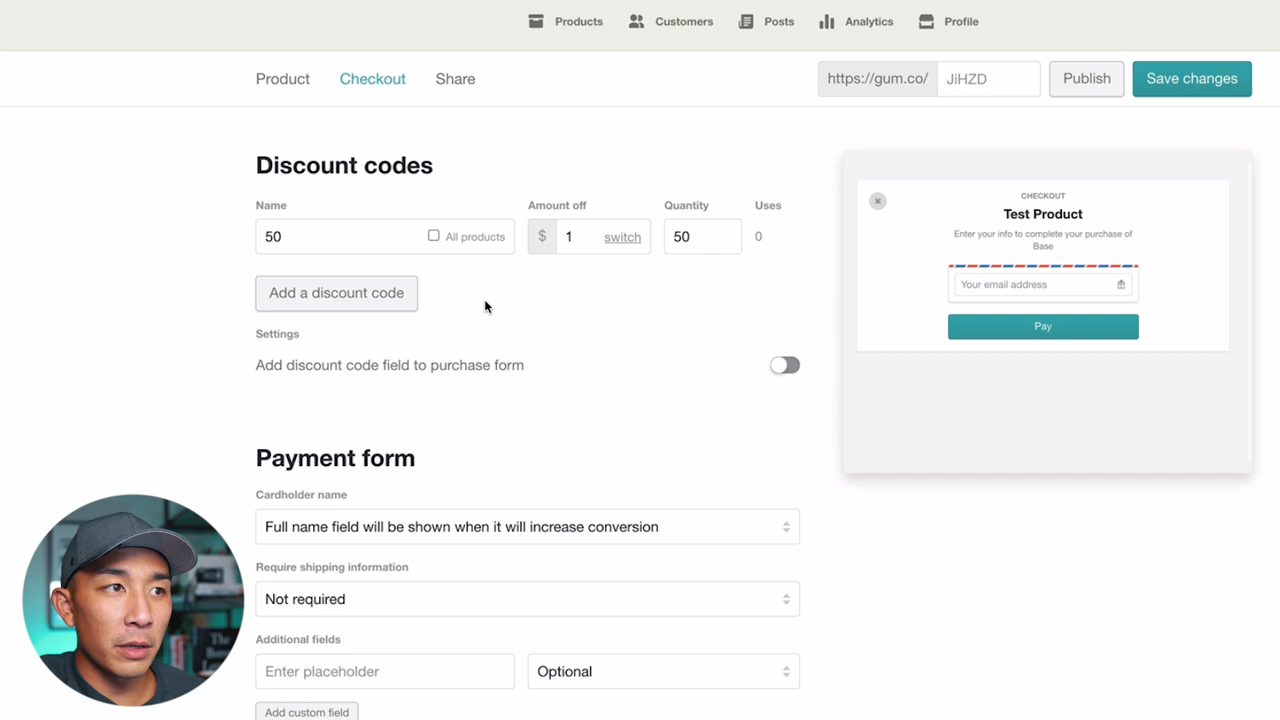 Products Customers Posts Analytics Profile
Product Checkout Share https://gum.co/ JiHZD Publish Save changes
Discount codes
Name Amount off Quantity Uses
50 All products $ 1 switch 50 0
Add a discount code
Settings
Add discount code field to purchase form
CHECKOUT
Test Product
Enter your info to complete your purchase of
Base
Your email address
Pay
Payment form
Cardholder name
Full name field will be shown when it will increase conversion
Require shipping information
Not required
Additional fields
Enter placeholder Optional
Add custom field
The